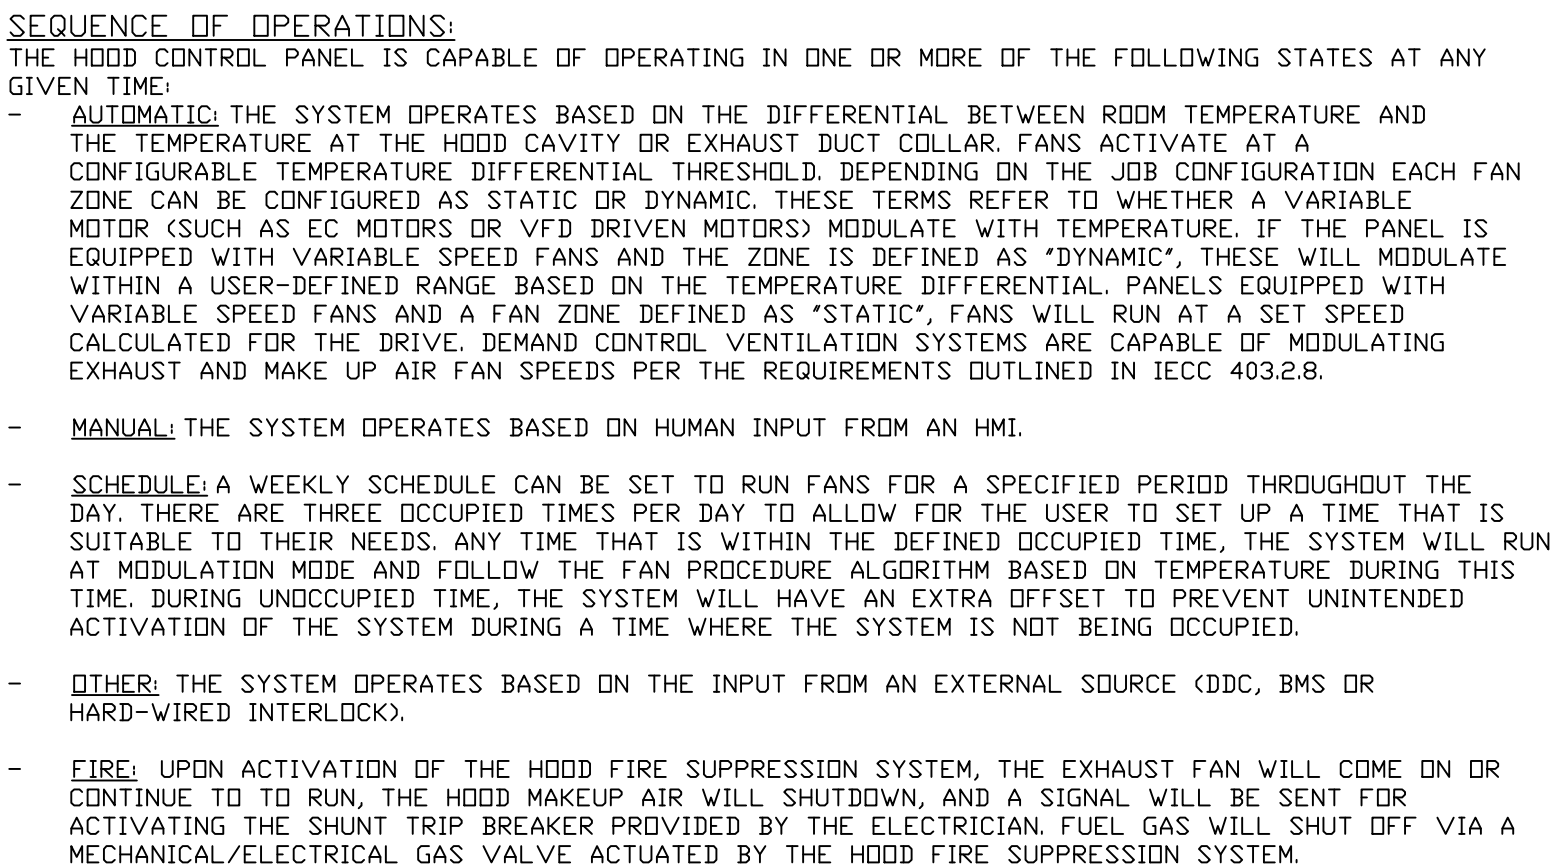 SEQUENCE OF OPERATIONS:
THE HOOD CONTROL PANEL IS CAPABLE OF OPERATING IN ONE OR MORE OF THE FOLLOWING STATES AT ANY
GIVEN TIME:
- AUTOMATIC: THE SYSTEM OPERATES BASED ON THE DIFFERENTIAL BETWEEN ROOM TEMPERATURE AND
THE TEMPERATURE AT THE HOOD CAVITY OR EXHAUST DUCT COLLAR. FANS ACTIVATE AT A
CONFIGURABLE TEMPERATURE DIFFERENTIAL THRESHOLD. DEPENDING ON THE JOB CONFIGURATION EACH FAN
ZONE CAN BE CONFIGURED AS STATIC OR DYNAMIC. THESE TERMS REFER TO WHETHER A VARIABLE
MOTOR (SUCH AS EC MOTORS OR VFD DRIVEN MOTORS) MODULATE WITH TEMPERATURE. IF THE PANEL IS
EQUIPPED WITH VARIABLE SPEED FANS AND THE ZONE IS DEFINED AS "DYNAMIC", THESE WILL MODULATE
WITHIN A USER-DEFINED RANGE BASED ON THE TEMPERATURE DIFFERENTIAL. PANELS EQUIPPED WITH
VARIABLE SPEED FANS AND A FAN ZONE DEFINED AS "STATIC", FANS WILL RUN AT A SET SPEED
CALCULATED FOR THE DRIVE. DEMAND CONTROL VENTILATION SYSTEMS ARE CAPABLE OF MODULATING
EXHAUST AND MAKE UP AIR FAN SPEEDS PER THE REQUIREMENTS OUTLINED IN IECC 403.2.8.
- MANUAL: THE SYSTEM OPERATES BASED ON HUMAN INPUT FROM AN HMI.
- SCHEDULE: A WEEKLY SCHEDULE CAN BE SET TO RUN FANS FOR A SPECIFIED PERIOD THROUGHOUT THE
DAY. THERE ARE THREE OCCUPIED TIMES PER DAY TO ALLOW FOR THE USER TO SET UP A TIME THAT IS
SUITABLE TO THEIR NEEDS. ANY TIME THAT IS WITHIN THE DEFINED OCCUPIED TIME, THE SYSTEM WILL RUN
AT MODULATION MODE AND FOLLOW THE FAN PROCEDURE ALGORITHM BASED ON TEMPERATURE DURING THIS
TIME. DURING UNOCCUPIED TIME, THE SYSTEM WILL HAVE AN EXTRA OFFSET TO PREVENT UNINTENDED
ACTIVATION OF THE SYSTEM DURING A TIME WHERE THE SYSTEM IS NOT BEING OCCUPIED.
- OTHER: THE SYSTEM OPERATES BASED ON THE INPUT FROM AN EXTERNAL SOURCE (DDC, BMS OR
HARD-WIRED INTERLOCK).
- FIRE: UPON ACTIVATION OF THE HOOD FIRE SUPPRESSION SYSTEM, THE EXHAUST FAN WILL COME ON OR
CONTINUE TO TO RUN, THE HOOD MAKEUP AIR WILL SHUTDOWN, AND A SIGNAL WILL BE SENT FOR
ACTIVATING THE SHUNT TRIP BREAKER PROVIDED BY THE ELECTRICIAN. FUEL GAS WILL SHUT OFF VIA A
MECHANICAL/ELECTRICAL GAS VALVE ACTUATED BY THE HOOD FIRE SUPPRESSION SYSTEM.